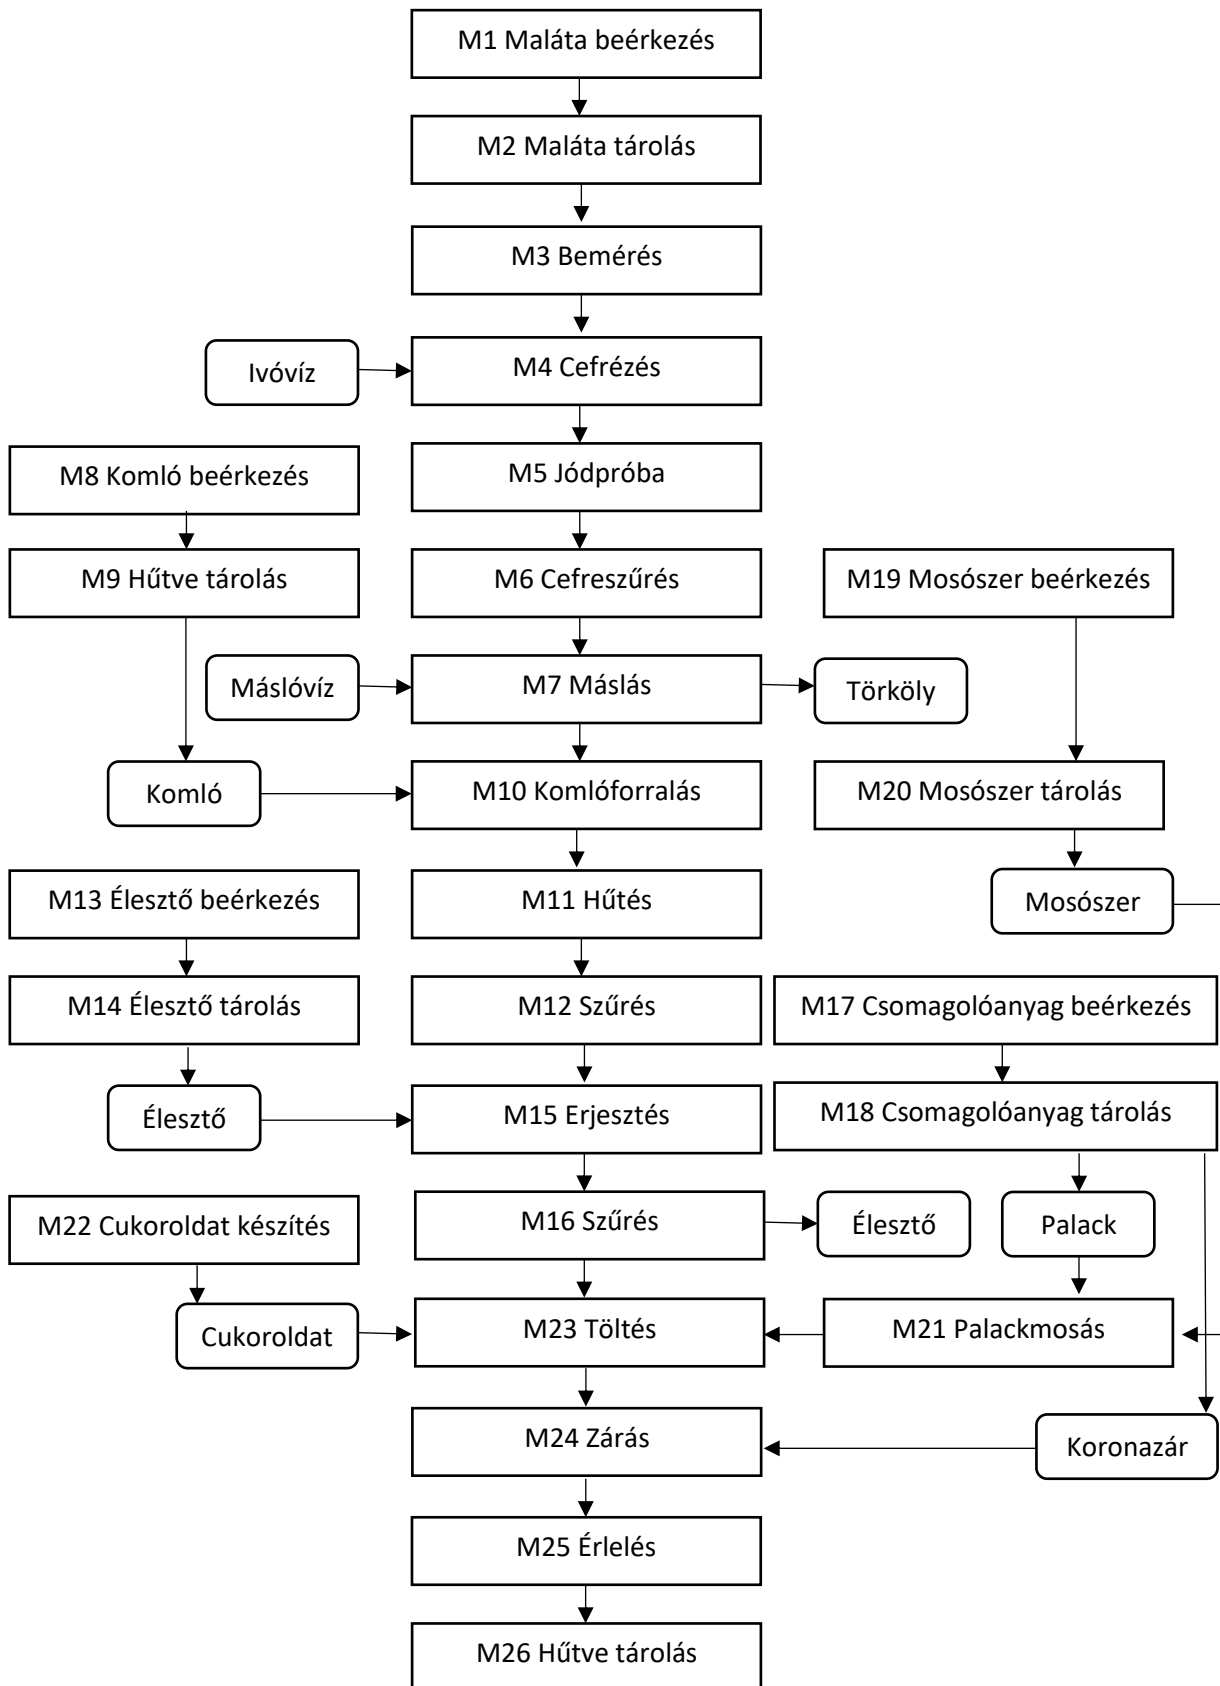 M1 Maláta beérkezés
M2 Maláta tárolás
M3 Bemérés
Ivóvíz
M4 Cefrézés
M8 Komló beérkezés
M5 Jódpróba
M9 Hűtve tárolás
M6 Cefreszűrés
M19 Mosószer beérkezés
Máslóvíz
M7 Máslás
Törköly
Komló
M10 Komlóforralás
M20 Mosószer tárolás
M13 Élesztő beérkezés
M11 Hűtés
Mosószer
M14 Élesztő tárolás
M12 Szűrés
M17 Csomagolóanyag beérkezés
Élesztő
M15 Erjesztés
M18 Csomagolóanyag tárolás
M22 Cukoroldat készítés
M16 Szűrés
Élesztő
Palack
Cukoroldat
M23 Töltés
M21 Palackmosás
M24 Zárás
Koronazár
M25 Érlelés
M26 Hűtve tárolás